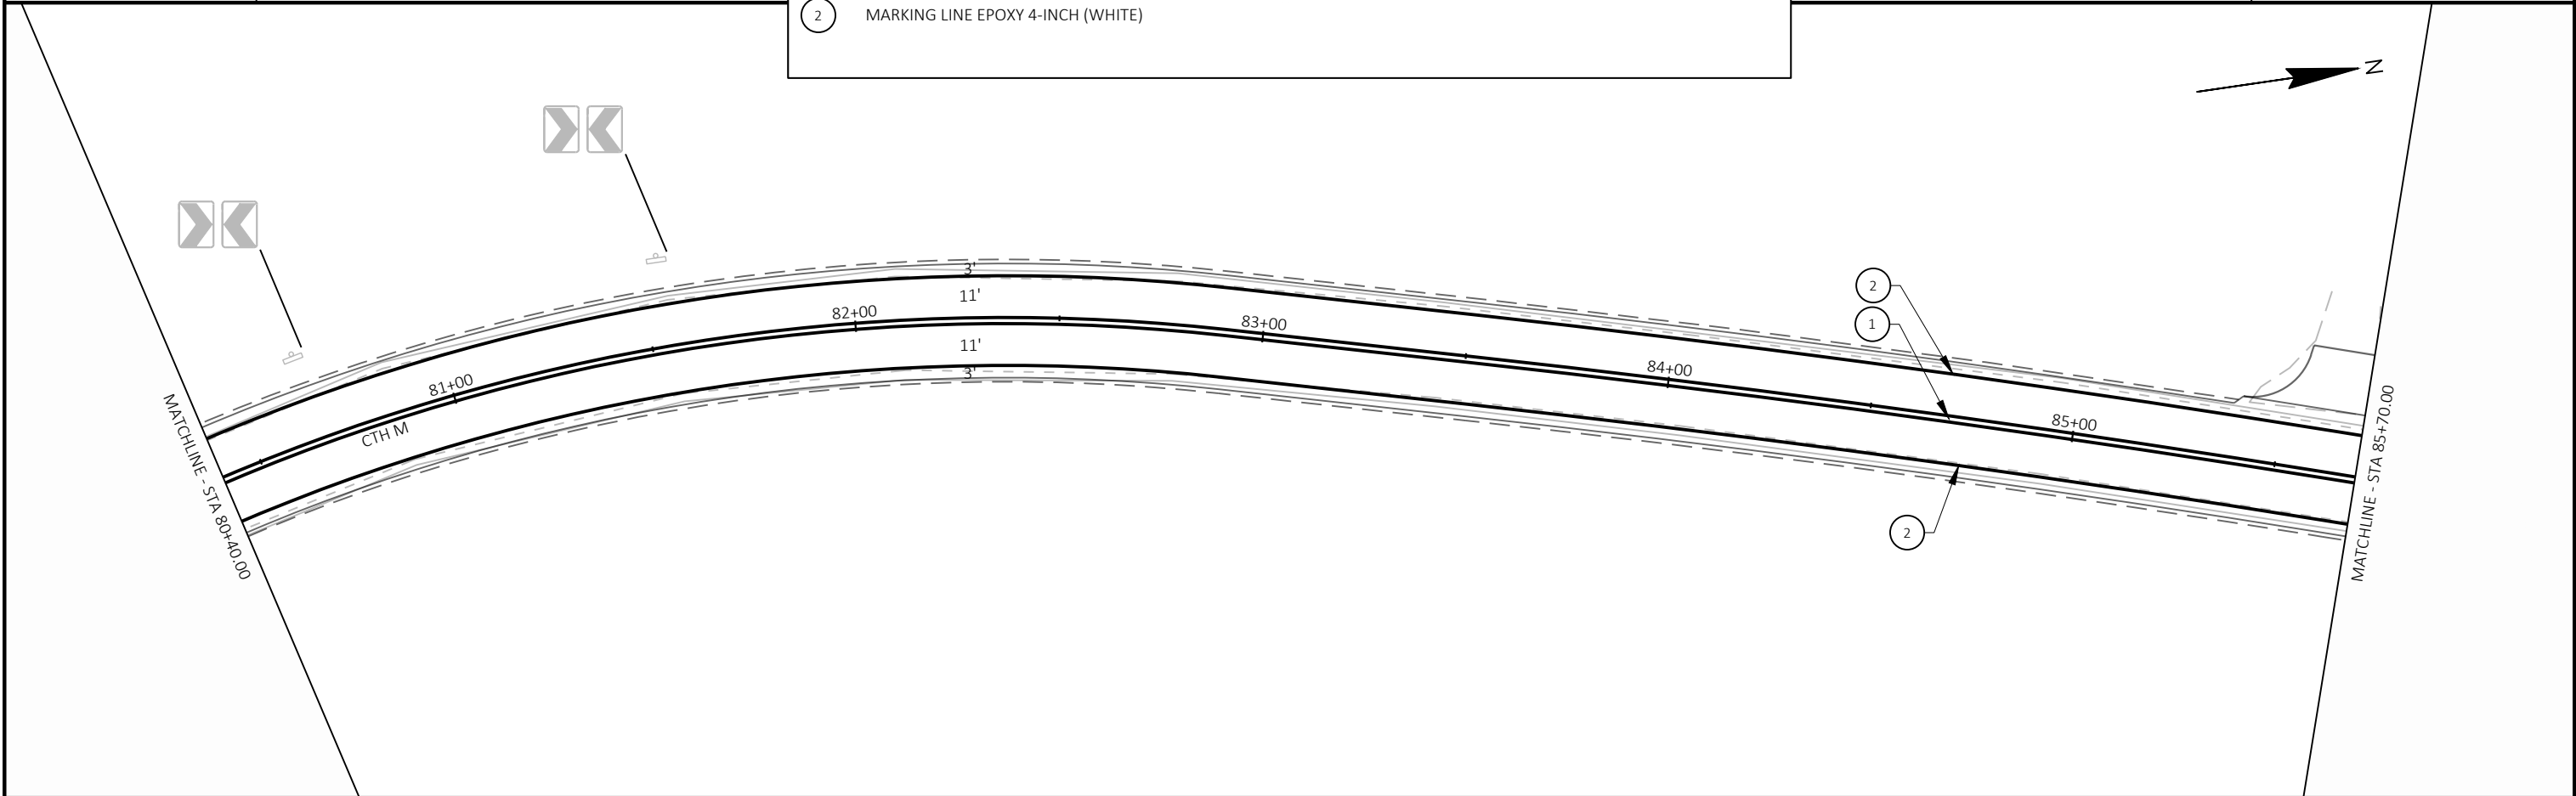 2 MARKING LINE EPOXY 4-INCH (WHITE)
N
3'
11'
82+00
83+00
2
1
11'
84+00
3'
81+00
CTH M
85+00
MATCHLINE - STA 80+40.00
MATCHLINE - STA 85+70.00
2